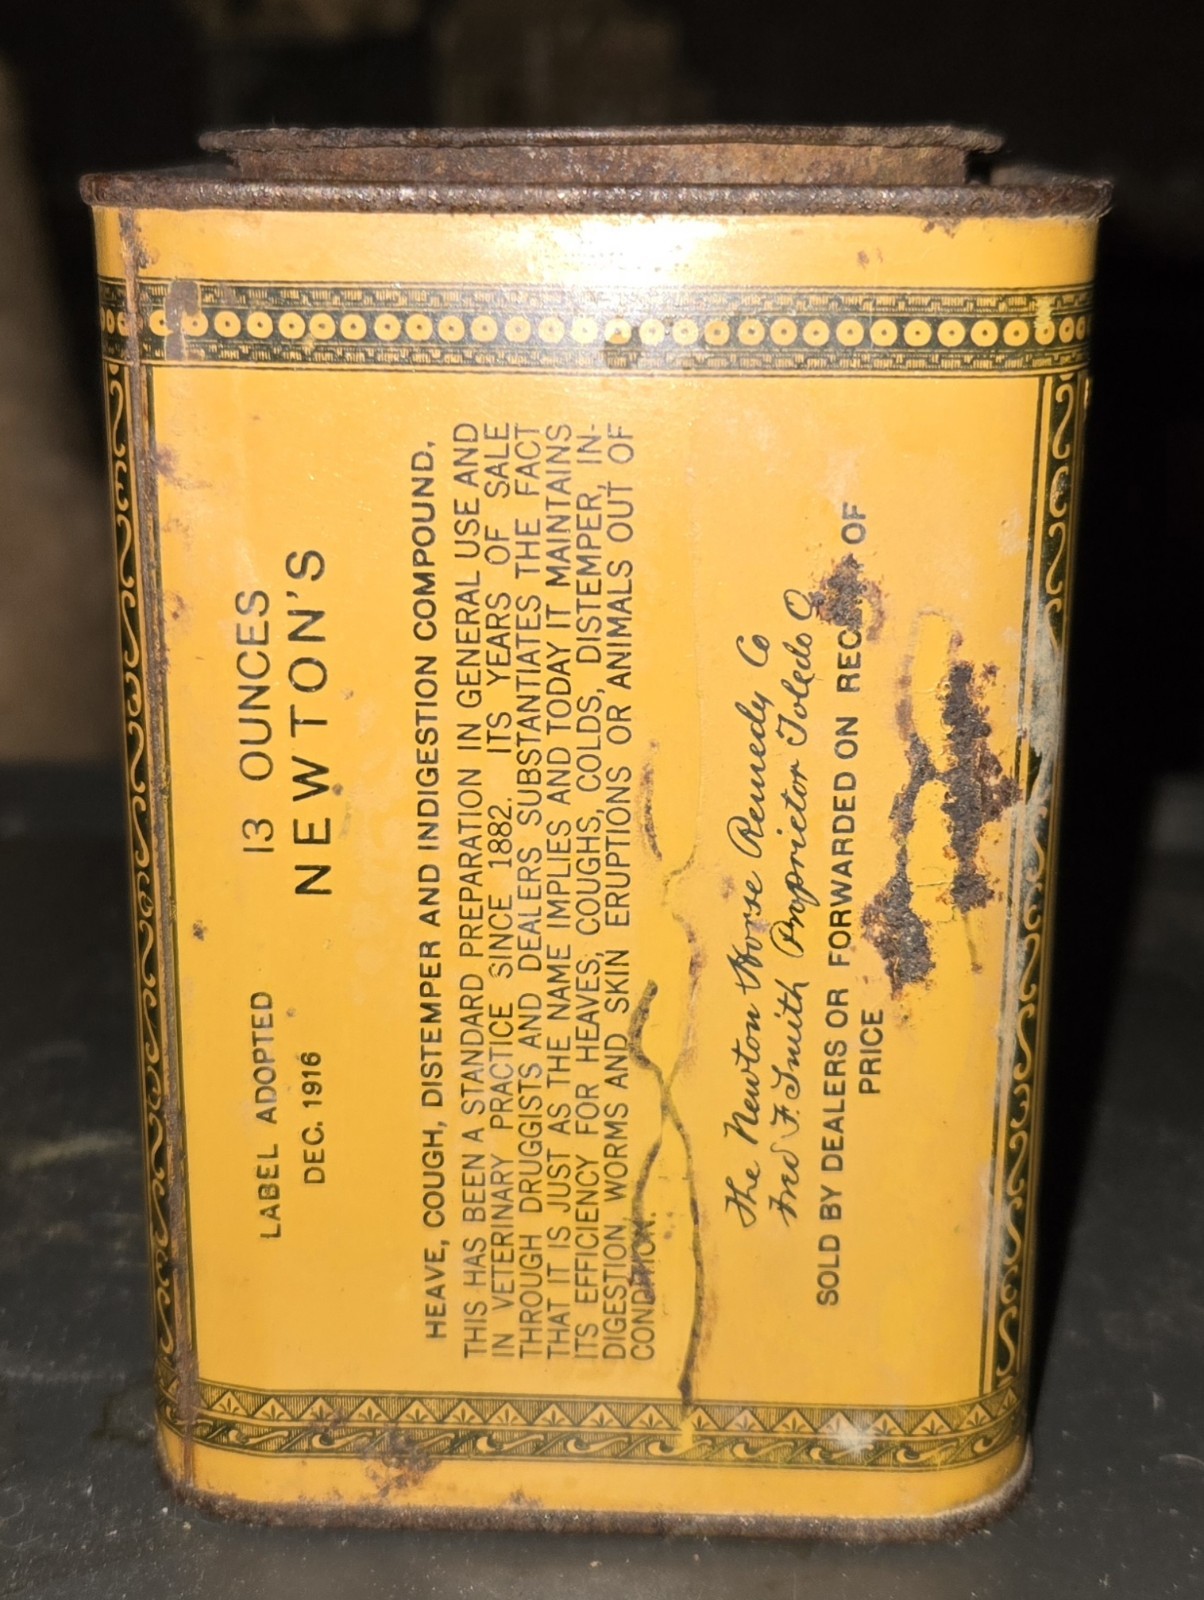 LABEL ADOPTED 13 OUNCES
DEC. 1916 NEWTON'S
HEAVE, COUGH, DISTEMPER AND INDIGESTION COMPOUND.
THIS HAS BEEN A STANDARD PREPARATION IN GENERAL USE AND
IN VETERINARY PRACTICE SINCE 1882. ITS YEARS OF SALE
THROUGH DRUGGISTS AND DEALERS SUBSTANTIATES THE FACT
THAT IT IS JUST AS THE NAME IMPLIES AND TODAY IT MAINTAINS
ITS EFFICIENCY FOR HEAVES, COUGHS, COLDS, DISTEMPER, IN-
DIGESTION, WORMS AND SKIN ERUPTIONS OR ANIMALS OUT OF
CONDITION.
The Newton Horse Remedy Co
Fred F. Smith Proprietor Toledo O
SOLD BY DEALERS OR FORWARDED ON OF
PRICE